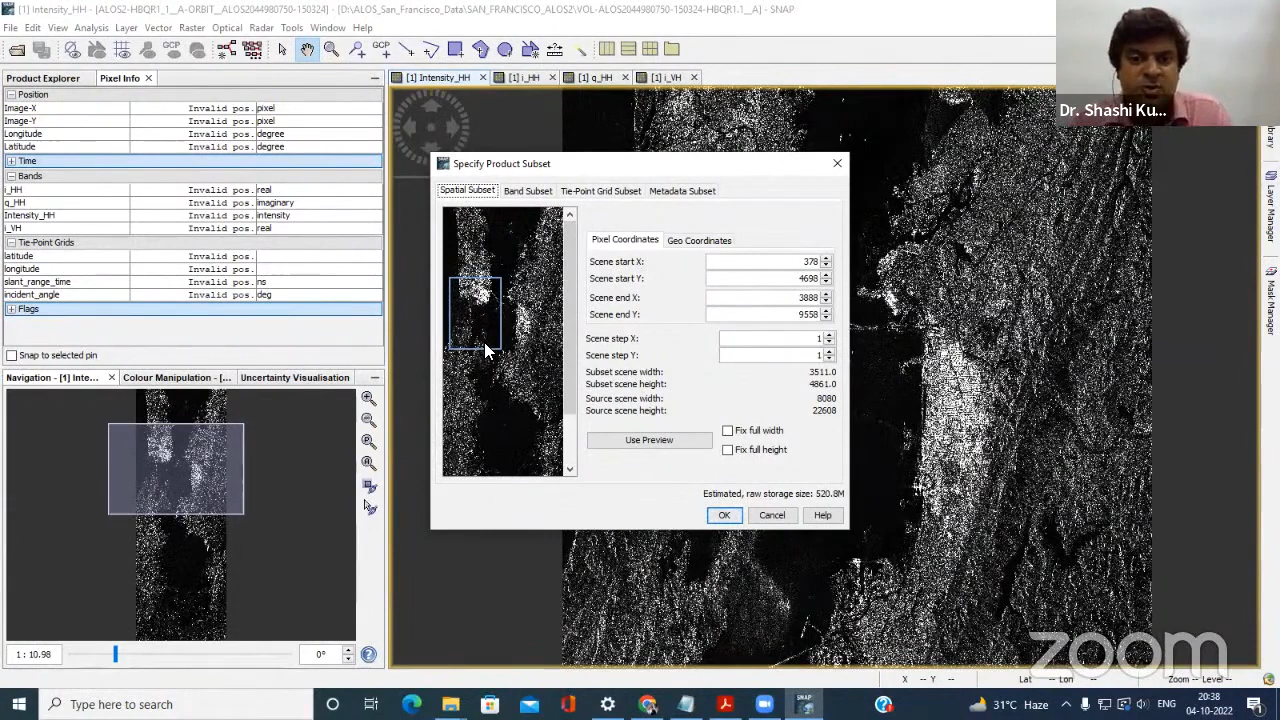 [1] Intensity_HH - [ALOS2-HBQR1_1__A-ORBIT__ALOS2044980750-150324] - [D:\ALOS_San_Francisco_Data\SAN_FRANCISCO_ALOS2\VOL-ALOS2044980750-150324-HBQR1.1__A] - SNAP
File Edit View Analysis Layer Vector Raster Optical Radar Tools Window Help
GCP GCP
Product Explorer Pixel Info
[1] Intensity_HH [1] i_HH [1] q_HH [1] i_VH
Position
Image-X Invalid pos. pixel
Image-Y Invalid pos. pixel
Longitude Invalid pos. degree
Latitude Invalid pos. degree
Time
Bands
i_HH Invalid pos. real
q_HH Invalid pos. imaginary
Intensity_HH Invalid pos. intensity
i_VH Invalid pos. real
Tie-Point Grids
latitude Invalid pos.
longitude Invalid pos.
slant_range_time Invalid pos. ns
incident_angle Invalid pos. deg
Flags
Snap to selected pin
Navigation - [1] Inte... Colour Manipulation - [... Uncertainty Visualisation
1 : 10.98
0°
Specify Product Subset
Spatial Subset Band Subset Tie-Point Grid Subset Metadata Subset
Pixel Coordinates Geo Coordinates
Scene start X: 378
Scene start Y: 4698
Scene end X: 3888
Scene end Y: 9558
Scene step X: 1
Scene step Y: 1
Subset scene width: 3511.0
Subset scene height: 4861.0
Source scene width: 8080
Source scene height: 22608
Use Preview
Fix full width
Fix full height
Estimated, raw storage size: 520.8M
OK Cancel Help
Dr. Shashi Ku...
Layer Manager
Mask Manager
zoom
X -- Y -- Lat -- Lon -- Zoom -- Level --
Type here to search
31°C Haze
ENG
20:38
04-10-2022